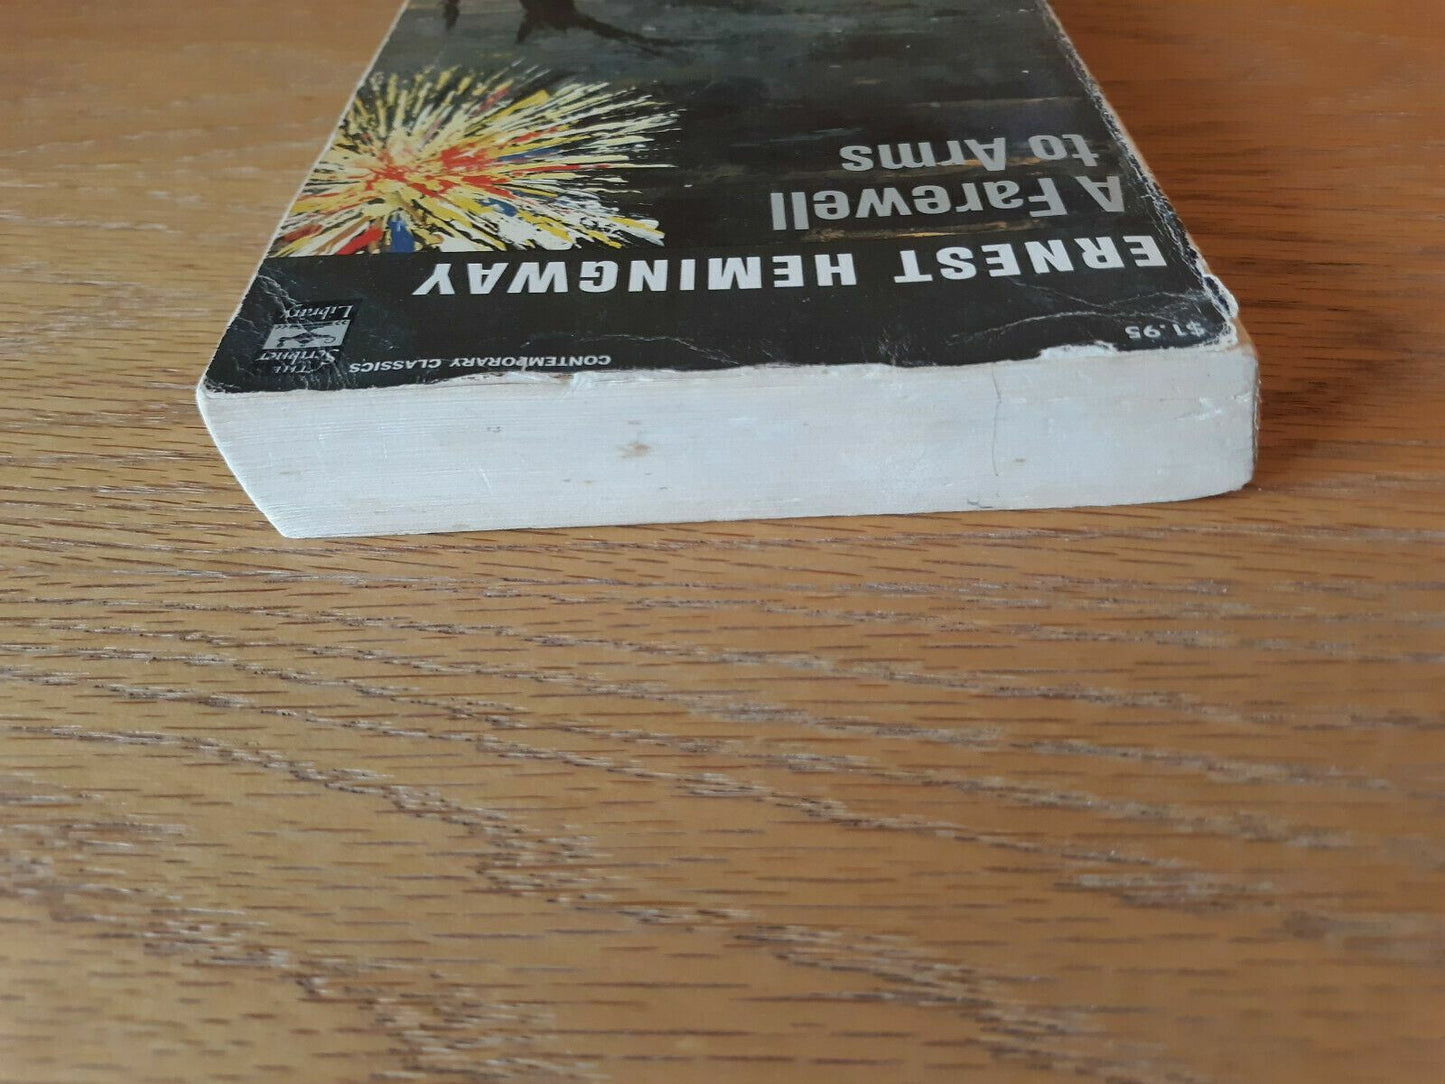 $1.95
CONTEMPORARY CLASSICS
THE
Scribner
Library
ERNEST HEMINGWAY
A Farewell
to Arms